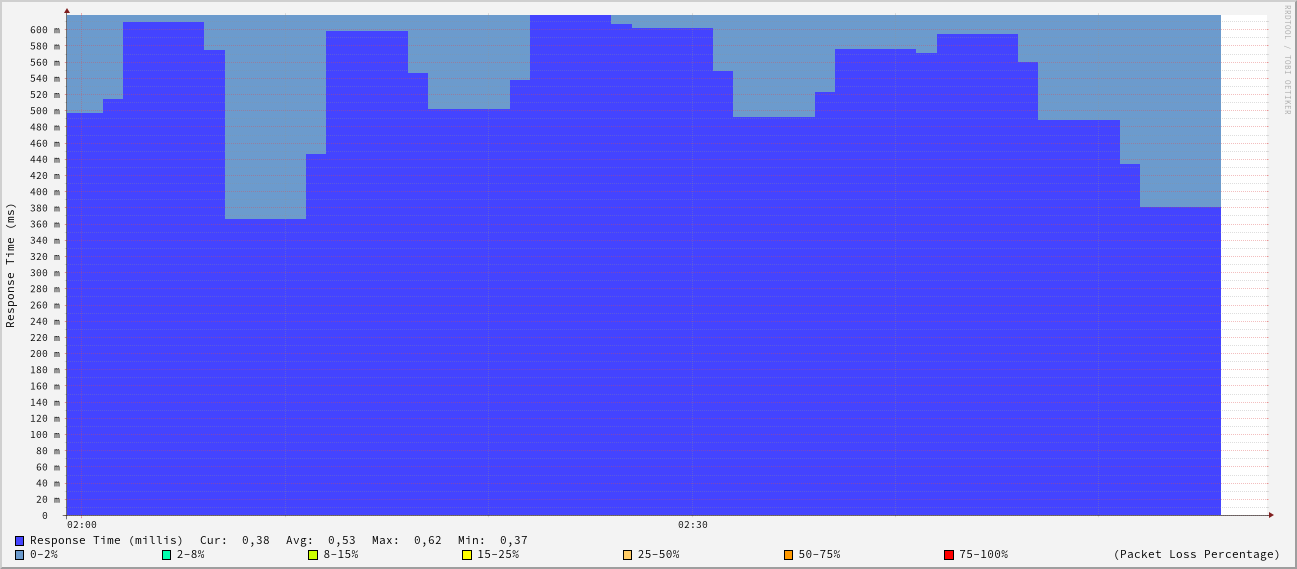 RRDTOOL / TOBI OETIKER
Response Time (ms)
600 m
580 m
560 m
540 m
520 m
500 m
480 m
460 m
440 m
420 m
400 m
380 m
360 m
340 m
320 m
300 m
280 m
260 m
240 m
220 m
200 m
180 m
160 m
140 m
120 m
100 m
80 m
60 m
40 m
20 m
0
02:00 02:30
Response Time (millis) Cur: 0,38 Avg: 0,53 Max: 0,62 Min: 0,37
0-2% 2-8% 8-15% 15-25% 25-50% 50-75% 75-100% (Packet Loss Percentage)